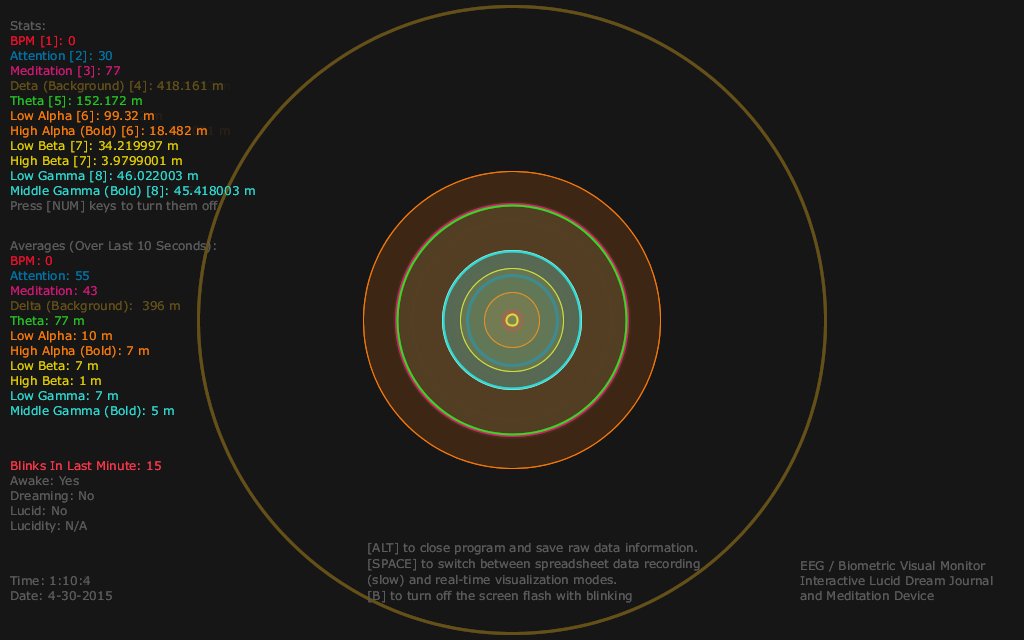 Stats:
BPM [1]: 0
Attention [2]: 30
Meditation [3]: 77
Deta (Background) [4]: 418.161 m
Theta [5]: 152.172 m
Low Alpha [6]: 99.32 m
High Alpha (Bold) [6]: 18.482 m
Low Beta [7]: 34.219997 m
High Beta [7]: 3.9799001 m
Low Gamma [8]: 46.022003 m
Middle Gamma (Bold) [8]: 45.418003 m
Press [NUM] keys to turn them off
Averages (Over Last 10 Seconds):
BPM: 0
Attention: 55
Meditation: 43
Delta (Background): 396 m
Theta: 77 m
Low Alpha: 10 m
High Alpha (Bold): 7 m
Low Beta: 7 m
High Beta: 1 m
Low Gamma: 7 m
Middle Gamma (Bold): 5 m
Blinks In Last Minute: 15
Awake: Yes
Dreaming: No
Lucid: No
Lucidity: N/A
Time: 1:10:4
Date: 4-30-2015
[ALT] to close program and save raw data information.
[SPACE] to switch between spreadsheet data recording
(slow) and real-time visualization modes.
[B] to turn off the screen flash with blinking
EEG / Biometric Visual Monitor
Interactive Lucid Dream Journal
and Meditation Device